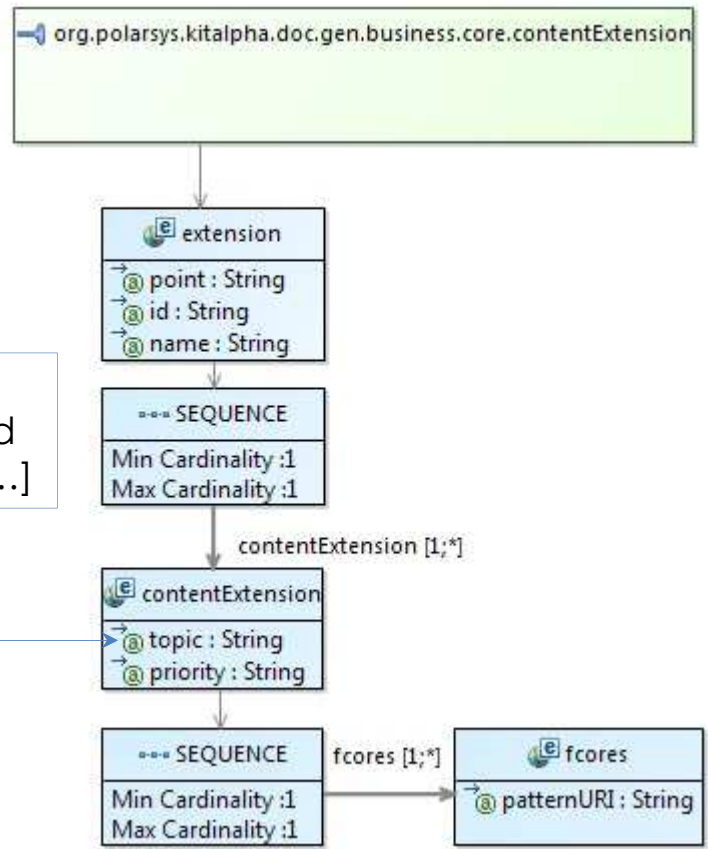 org.polarsys.kitalpha.doc.gen.business.core.contentExtension
extension
point : String
id : String
name : String
SEQUENCE
Min Cardinality :1
Max Cardinality :1
contentExtension [1;*]
contentExtension
topic : String
priority : String
SEQUENCE
Min Cardinality :1
Max Cardinality :1
fcores [1;*]
fcores
patternURI : String